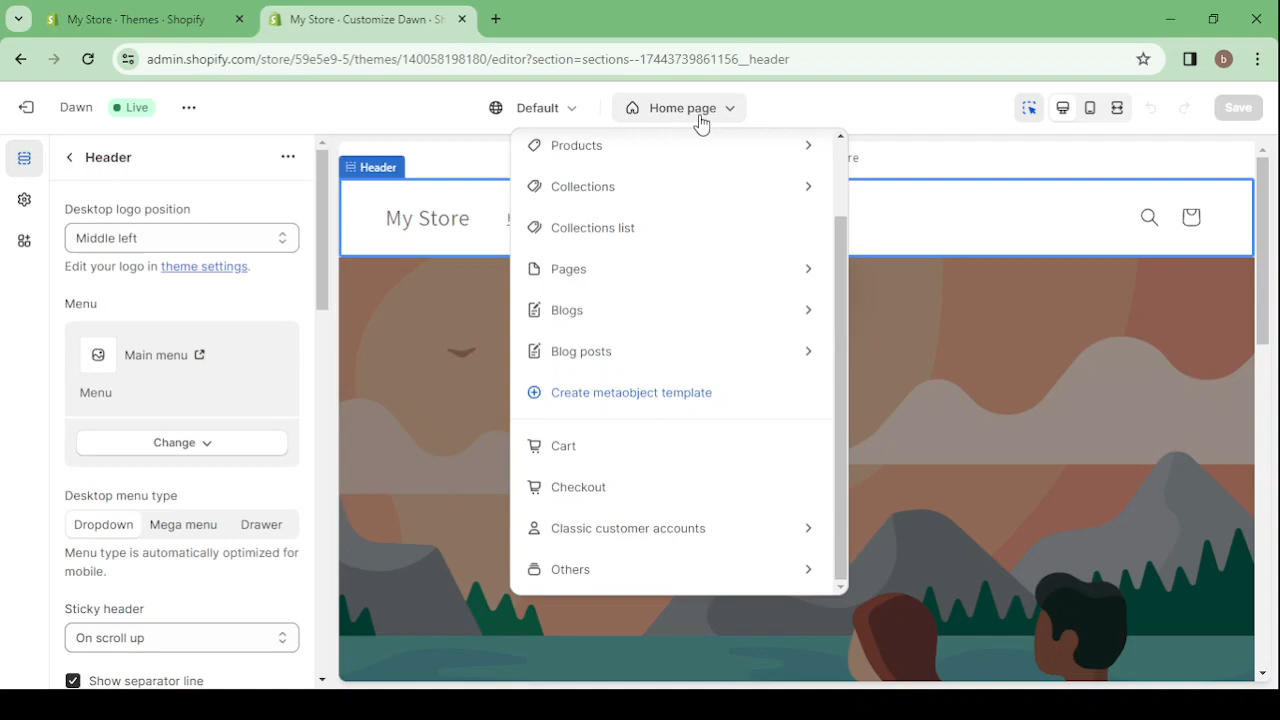 My Store · Themes · Shopify
My Store · Customize Dawn · Sh
admin.shopify.com/store/59e5e9-5/themes/140058198180/editor?section=sections--17443739861156__header
b
Dawn
Live
Default
Home page
Save
Header
Desktop logo position
Middle left
Edit your logo in theme settings.
Menu
Main menu
Menu
Change
Desktop menu type
Dropdown
Mega menu
Drawer
Menu type is automatically optimized for
mobile.
Sticky header
On scroll up
Show separator line
Products
Collections
Collections list
Pages
Blogs
Blog posts
Create metaobject template
Cart
Checkout
Classic customer accounts
Others
Header
My Store